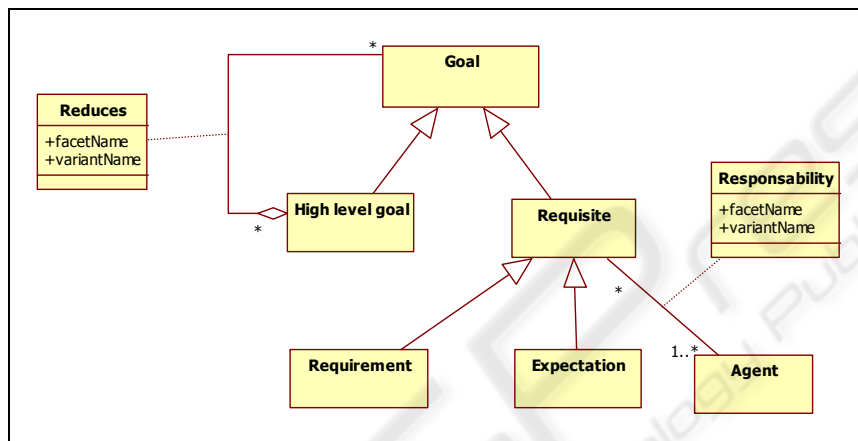 *
Goal
Reduces
+facetName
+variantName
Responsability
+facetName
+variantName
High level goal
*
Requisite
*
1..*
Requirement
Expectation
Agent